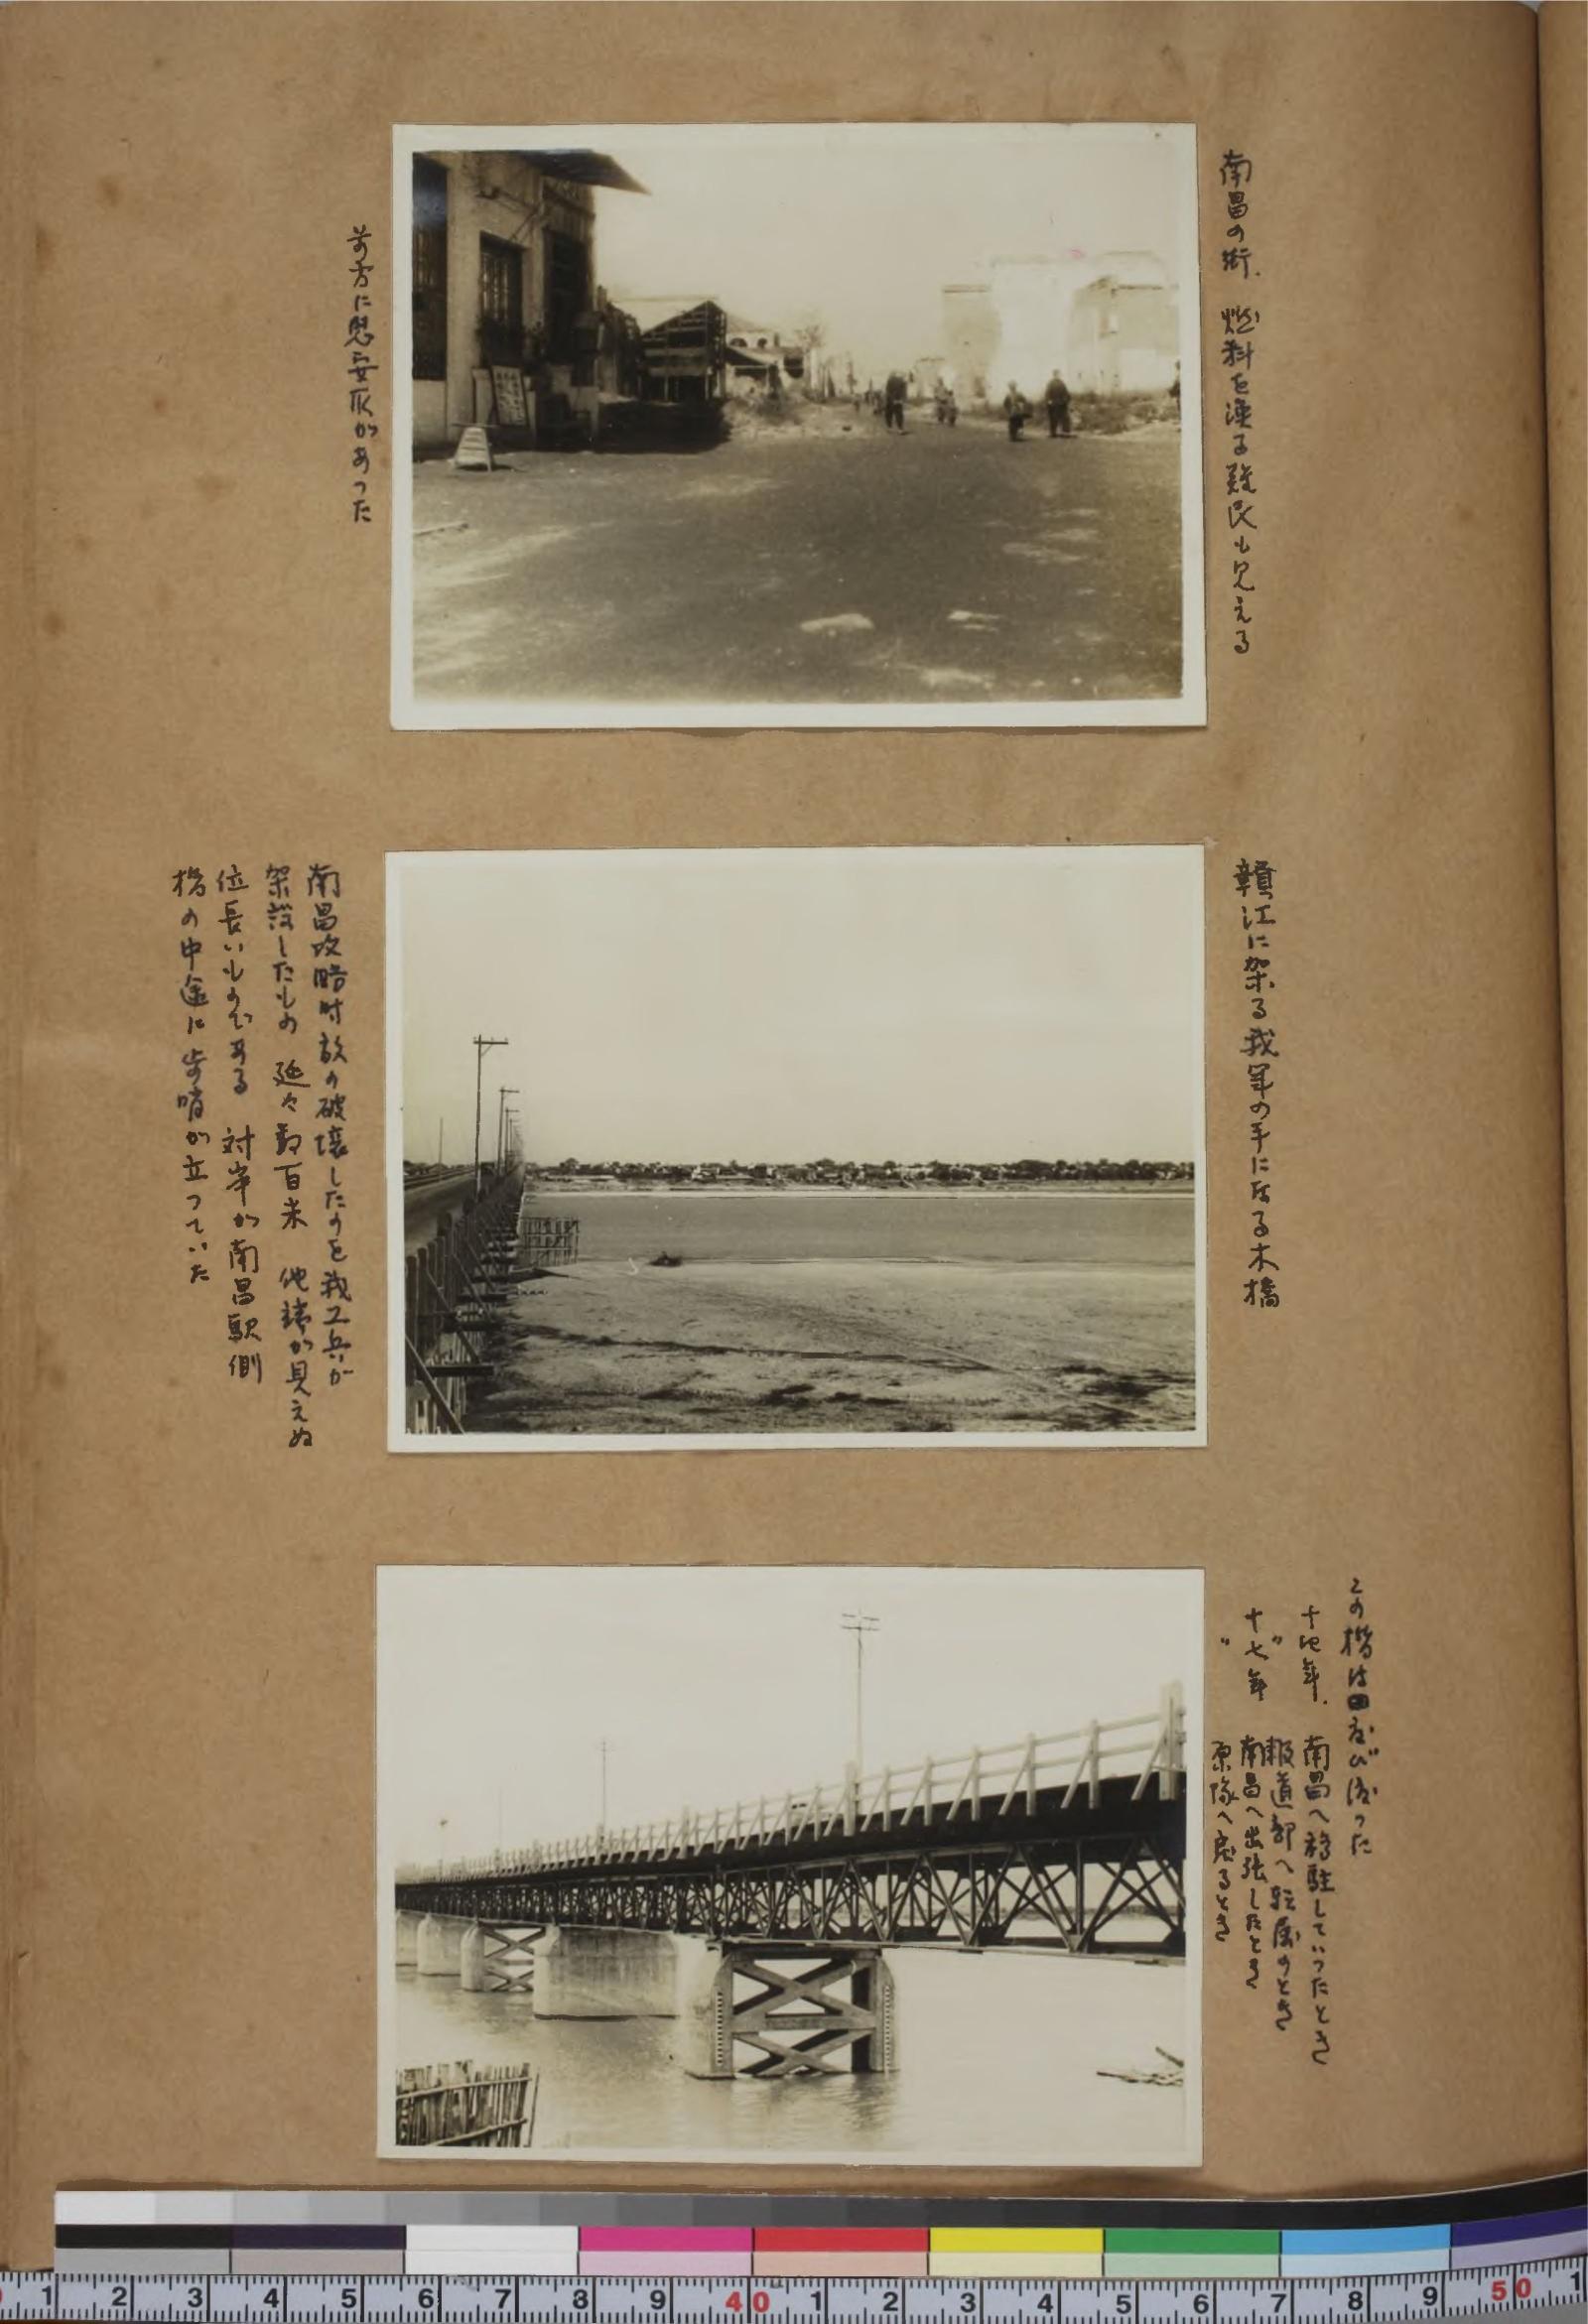 南昌の街. 燃料を漁る難民も見える
前方に慰安所があった
贛江に架る我軍の手になる木橋
南昌攻略時敵の破壊したのを我工兵が
架設したもの 延々数百米 他端が見えぬ
位長いものである 対岸が南昌駅側
橋の中途に歩哨が立っていた
この橋は四度び渡った
十四年. 南昌へ移駐していったとき
〃 報道部へ転属のとき
十七年 南昌へ出張したとき
〃 原隊へ戻るとき
1 2 3 4 5 6 7 8 9 40 1 2 3 4 5 6 7 8 9 50 1